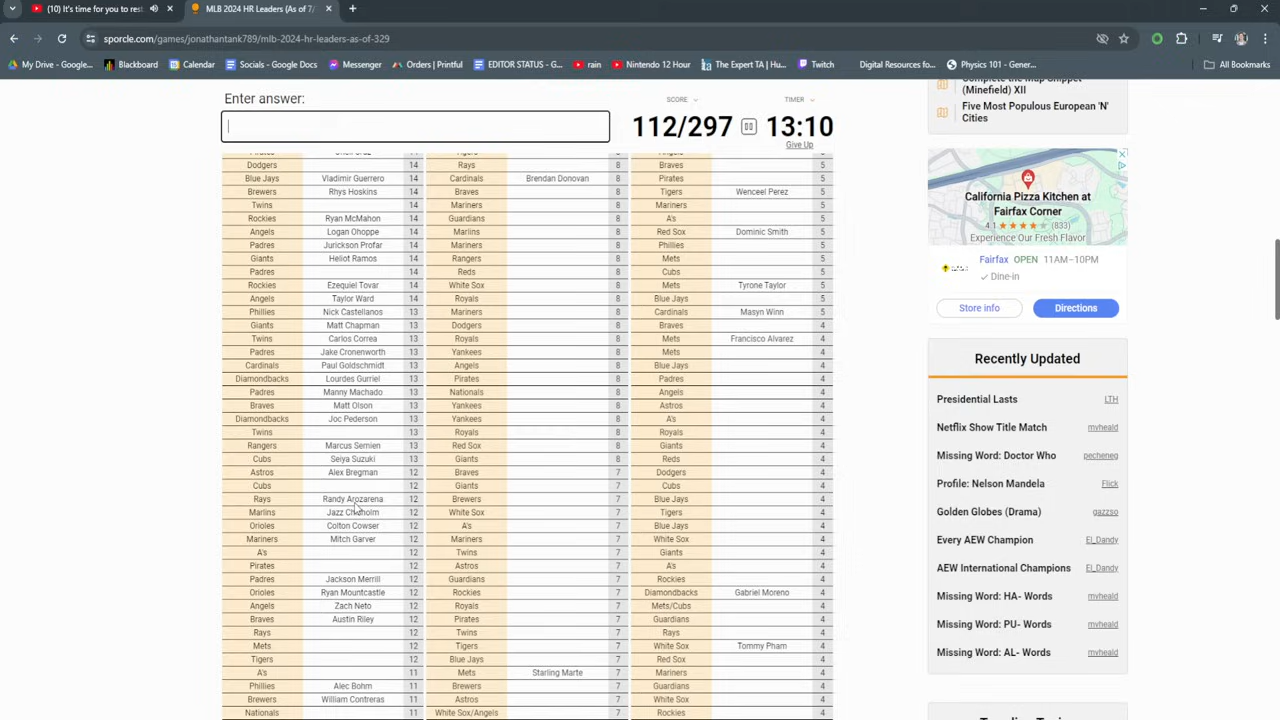 (10) It's time for you to rest
MLB 2024 HR Leaders (As of 7/
sporcle.com/games/jonathantank789/mlb-2024-hr-leaders-as-of-329
My Drive - Google... Blackboard Calendar Socials - Google Docs Messenger Orders | Printful EDITOR STATUS - G... rain Nintendo 12 Hour The Expert TA | Hu... Twitch Digital Resources fo... Physics 101 - Gener... All Bookmarks
Enter answer:
SCORE TIMER
112/297 13:10
Give Up
14 5
Dodgers 14 Rays 8 Braves 5
Blue Jays Vladimir Guerrero 14 Cardinals Brendan Donovan 8 Pirates 5
Brewers Rhys Hoskins 14 Braves 8 Tigers Wenceel Perez 5
Twins 14 Mariners 8 Mariners 5
Rockies Ryan McMahon 14 Guardians 8 A's 5
Angels Logan Ohoppe 14 Marlins 8 Red Sox Dominic Smith 5
Padres Jurickson Profar 14 Mariners 8 Phillies 5
Giants Heliot Ramos 14 Rangers 8 Mets 5
Padres 14 Reds 8 Cubs 5
Rockies Ezequiel Tovar 14 White Sox 8 Mets Tyrone Taylor 5
Angels Taylor Ward 14 Royals 8 Blue Jays 5
Phillies Nick Castellanos 13 Mariners 8 Cardinals Masyn Winn 5
Giants Matt Chapman 13 Dodgers 8 Braves 4
Twins Carlos Correa 13 Royals 8 Mets Francisco Alvarez 4
Padres Jake Cronenworth 13 Yankees 8 Mets 4
Cardinals Paul Goldschmidt 13 Angels 8 Blue Jays 4
Diamondbacks Lourdes Gurriel 13 Pirates 8 Padres 4
Padres Manny Machado 13 Nationals 8 Angels 4
Braves Matt Olson 13 Yankees 8 Astros 4
Diamondbacks Joc Pederson 13 Yankees 8 A's 4
Twins 13 Royals 8 Royals 4
Rangers Marcus Semien 13 Red Sox 8 Giants 4
Cubs Seiya Suzuki 13 Giants 8 Reds 4
Astros Alex Bregman 12 Braves 7 Dodgers 4
Cubs 12 Giants 7 Cubs 4
Rays Randy Arozarena 12 Brewers 7 Blue Jays 4
Marlins Jazz Chisholm 12 White Sox 7 Tigers 4
Orioles Colton Cowser 12 A's 7 Blue Jays 4
Mariners Mitch Garver 12 Mariners 7 White Sox 4
A's 12 Twins 7 Giants 4
Pirates 12 Astros 7 A's 4
Padres Jackson Merrill 12 Guardians 7 Rockies 4
Orioles Ryan Mountcastle 12 Rockies 7 Diamondbacks Gabriel Moreno 4
Angels Zach Neto 12 Royals 7 Mets/Cubs 4
Braves Austin Riley 12 Pirates 7 Guardians 4
Rays 12 Twins 7 Rays 4
Mets 12 Tigers 7 White Sox Tommy Pham 4
Tigers 12 Blue Jays 7 Red Sox 4
A's 11 Mets Starling Marte 7 Mariners 4
Phillies Alec Bohm 11 Brewers 7 Guardians 4
Brewers William Contreras 11 Astros 7 White Sox 4
Nationals 11 White Sox/Angels 7 Rockies 4
(Minefield) XII
Five Most Populous European 'N'
Cities
California Pizza Kitchen at
Fairfax Corner
4.1 (833)
Experience Our Fresh Flavor
Fairfax OPEN 11AM–10PM
Dine-in
Store info Directions
Recently Updated
Presidential Lasts LTH
Netflix Show Title Match mvheald
Missing Word: Doctor Who pecheneg
Profile: Nelson Mandela Flick
Golden Globes (Drama) gazzso
Every AEW Champion El_Dandy
AEW International Champions El_Dandy
Missing Word: HA- Words mvheald
Missing Word: PU- Words mvheald
Missing Word: AL- Words mvheald